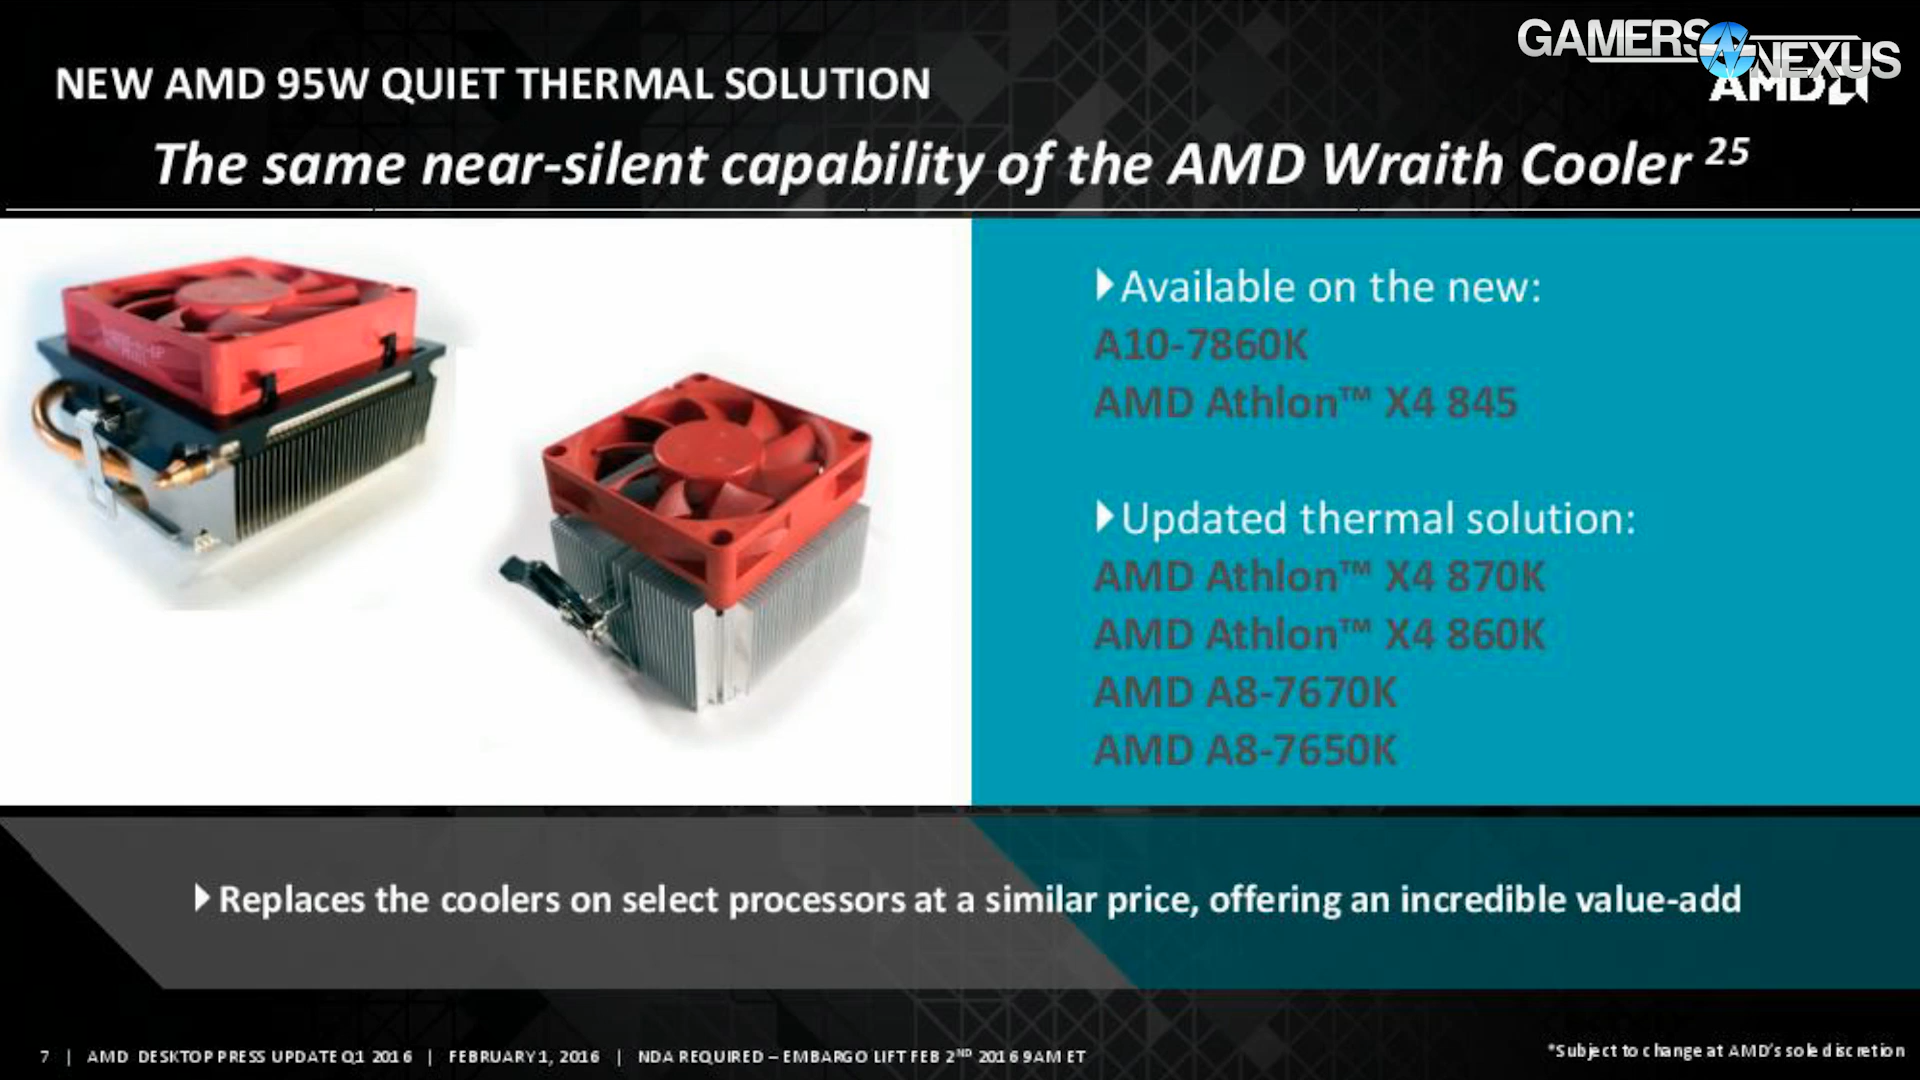 GAMERS NEXUS
AMD
NEW AMD 95W QUIET THERMAL SOLUTION
The same near-silent capability of the AMD Wraith Cooler 25
Available on the new:
A10-7860K
AMD Athlon™ X4 845
Updated thermal solution:
AMD Athlon™ X4 870K
AMD Athlon™ X4 860K
AMD A8-7670K
AMD A8-7650K
Replaces the coolers on select processors at a similar price, offering an incredible value-add
7 | AMD DESKTOP PRESS UPDATE Q1 2016 | FEBRUARY 1, 2016 | NDA REQUIRED – EMBARGO LIFT FEB 2ND 2016 9AM ET
*Subject to change at AMD's sole discretion